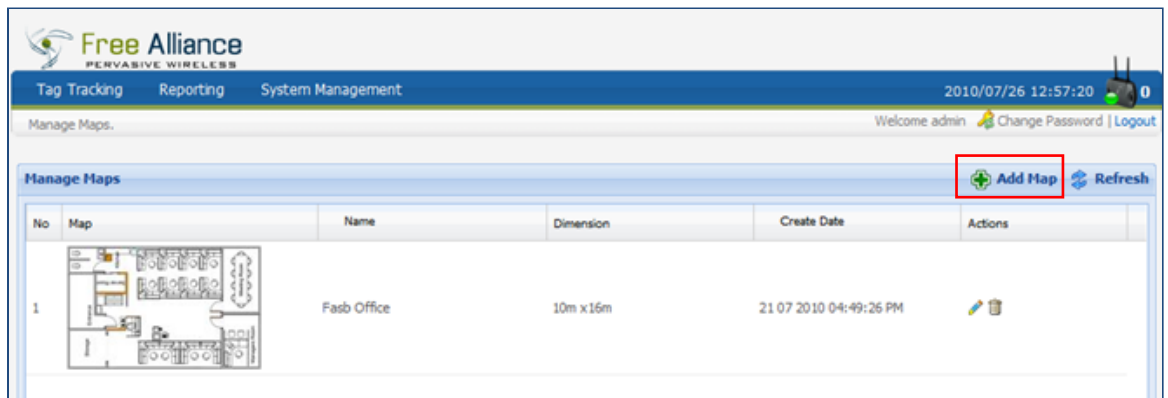 Free Alliance
PERVASIVE WIRELESS
Tag Tracking Reporting System Management 2010/07/26 12:57:20 0
Manage Maps. Welcome admin Change Password | Logout
Manage Maps Add Map Refresh
No Map Name Dimension Create Date Actions
1 Fasb Office 10m x16m 21 07 2010 04:49:26 PM